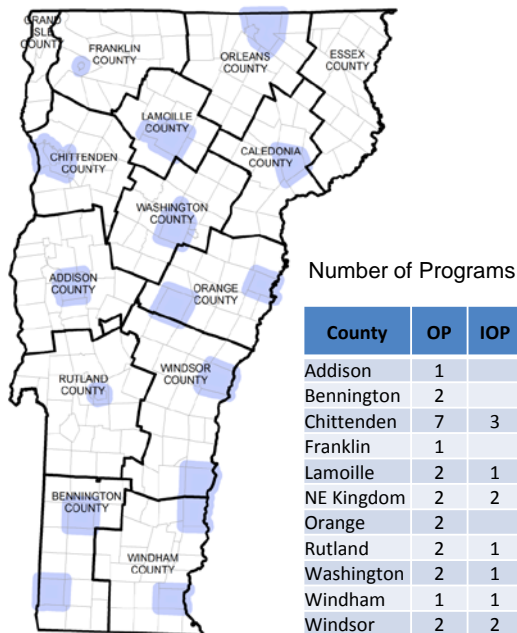 GRAND
ISLE
COUNTY
FRANKLIN
COUNTY
ORLEANS
COUNTY
ESSEX
COUNTY
LAMOILLE
COUNTY
CHITTENDEN
COUNTY
CALEDONIA
COUNTY
WASHINGTON
COUNTY
ADDISON
COUNTY
ORANGE
COUNTY
RUTLAND
COUNTY
WINDSOR
COUNTY
BENNINGTON
COUNTY
WINDHAM
COUNTY
Number of Programs
County OP IOP
Addison 1
Bennington 2
Chittenden 7 3
Franklin 1
Lamoille 2 1
NE Kingdom 2 2
Orange 2
Rutland 2 1
Washington 2 1
Windham 1 1
Windsor 2 2